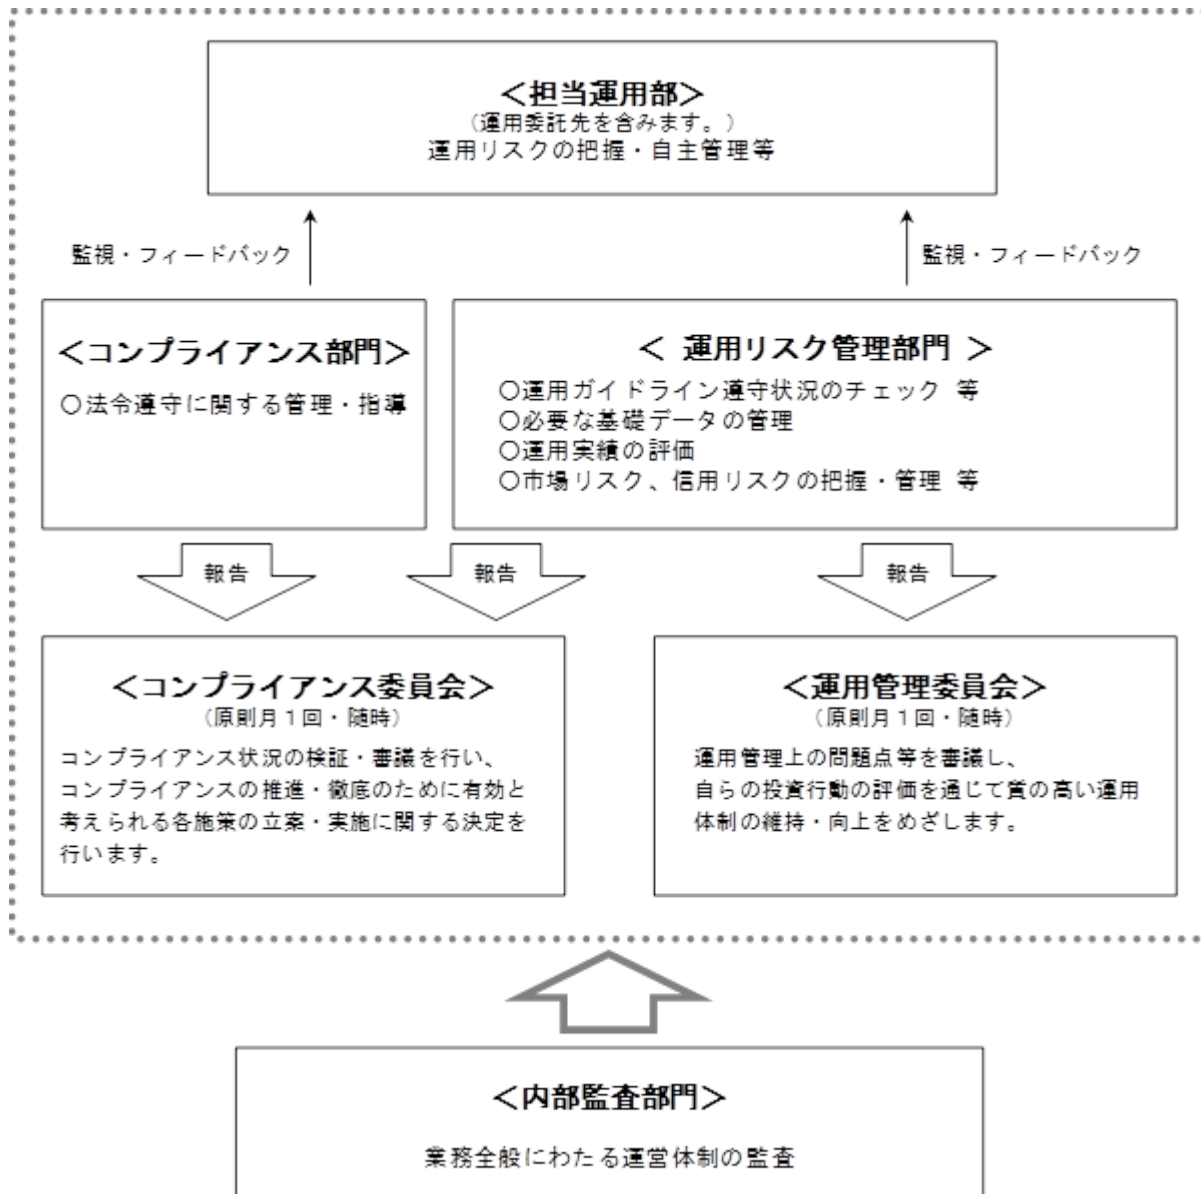 ＜担当運用部＞
（運用委託先を含みます。）
運用リスクの把握・自主管理等
監視・フィードバック
監視・フィードバック
＜コンプライアンス部門＞
○法令遵守に関する管理・指導
＜ 運用リスク管理部門 ＞
○運用ガイドライン遵守状況のチェック 等
○必要な基礎データの管理
○運用実績の評価
○市場リスク、信用リスクの把握・管理 等
報告
報告
報告
＜コンプライアンス委員会＞
（原則月１回・随時）
コンプライアンス状況の検証・審議を行い、
コンプライアンスの推進・徹底のために有効と
考えられる各施策の立案・実施に関する決定を
行います。
＜運用管理委員会＞
（原則月１回・随時）
運用管理上の問題点等を審議し、
自らの投資行動の評価を通じて質の高い運用
体制の維持・向上をめざします。
＜内部監査部門＞
業務全般にわたる運営体制の監査